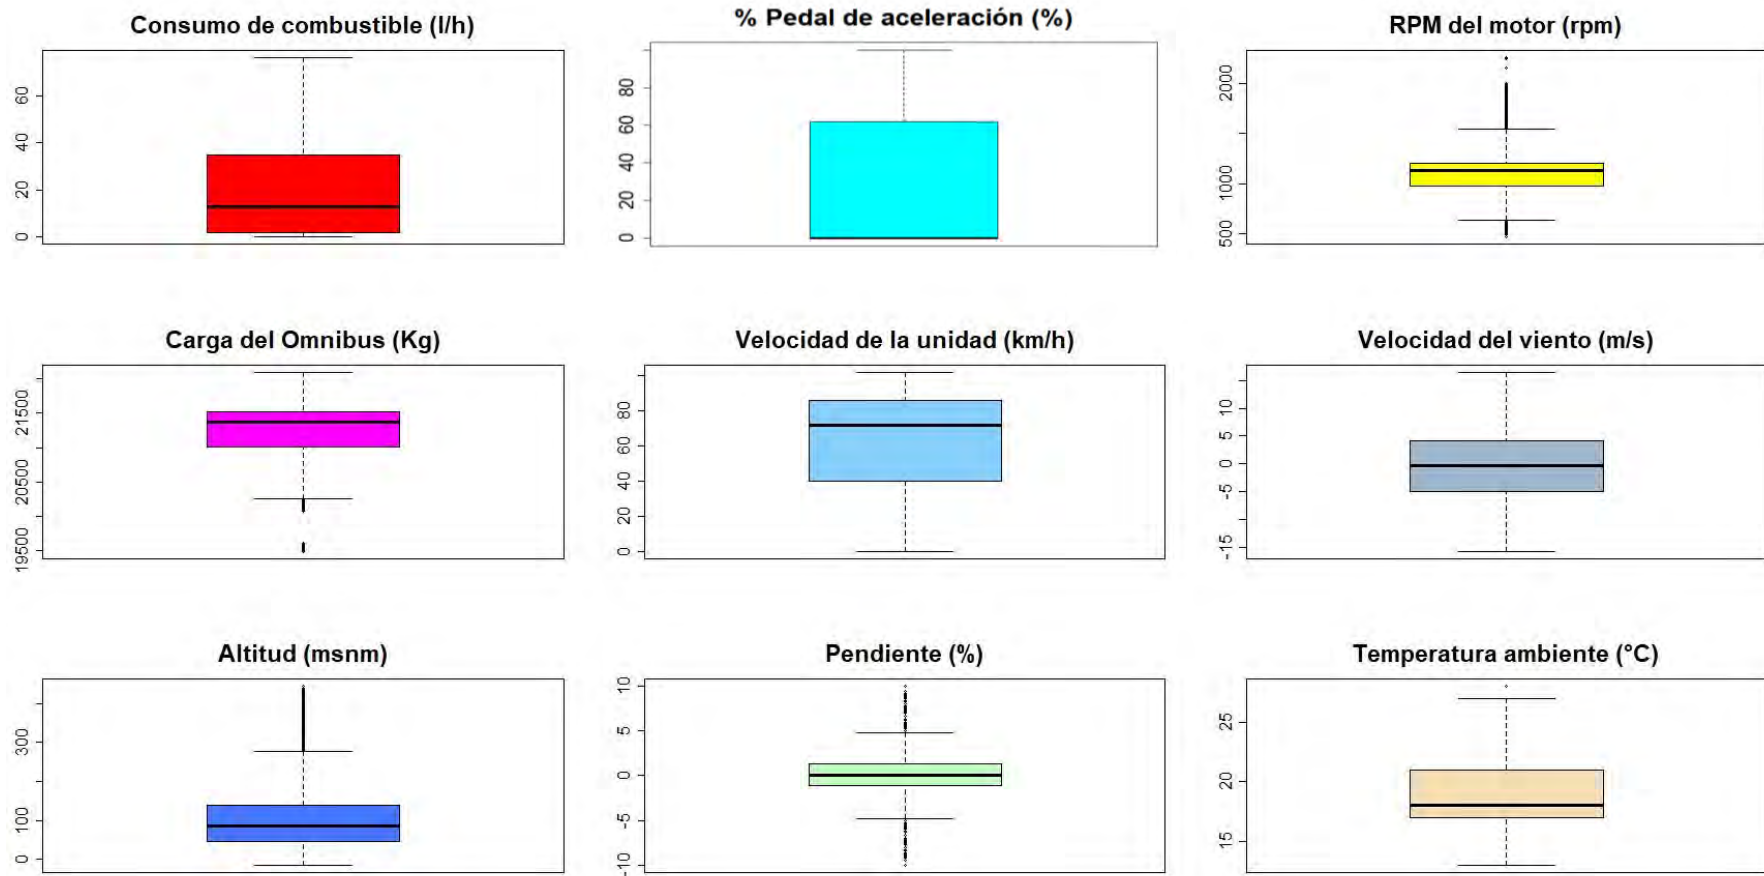 Consumo de combustible (l/h)
% Pedal de aceleración (%)
RPM del motor (rpm)
0 20 40 60
0 20 40 60 80
500 1000 2000
Carga del Omnibus (Kg)
Velocidad de la unidad (km/h)
Velocidad del viento (m/s)
19500 20500 21500
0 20 40 60 80
-15 -5 0 5 10
Altitud (msnm)
Pendiente (%)
Temperatura ambiente (°C)
0 100 300
-10 -5 0 5 10
15 20 25